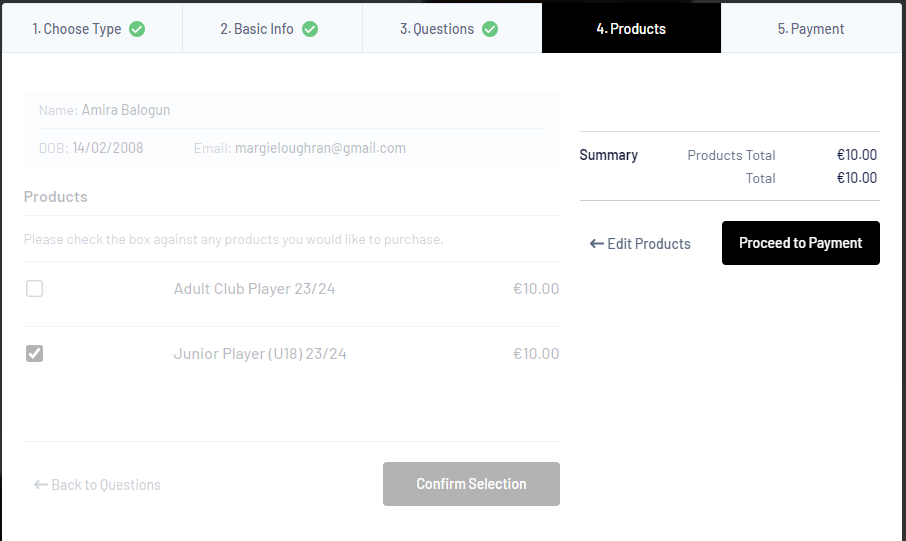 1. Choose Type 2. Basic Info 3. Questions 4. Products 5. Payment
Name: Amira Balogun
DOB: 14/02/2008 Email: margieloughran@gmail.com
Products
Please check the box against any products you would like to purchase.
Adult Club Player 23/24 €10.00
Junior Player (U18) 23/24 €10.00
Back to Questions Confirm Selection
Summary Products Total €10.00
Total €10.00
Edit Products Proceed to Payment